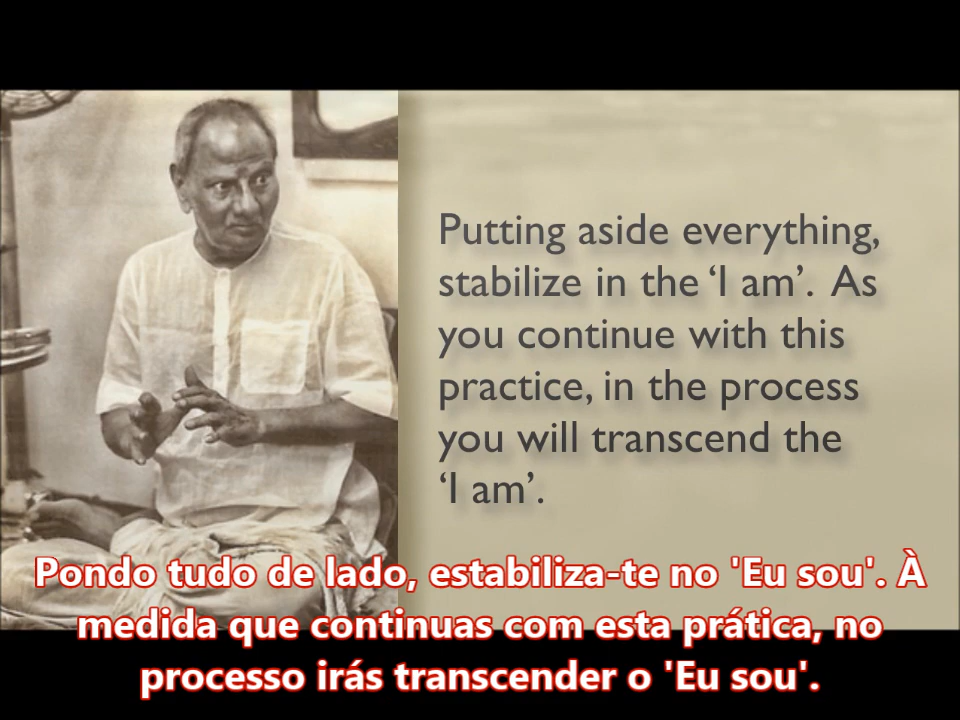 Putting aside everything,
stabilize in the ‘I am’. As
you continue with this
practice, in the process
you will transcend the
‘I am’.
Pondo tudo de lado, estabiliza-te no 'Eu sou'. À
medida que continuas com esta prática, no
processo irás transcender o 'Eu sou'.